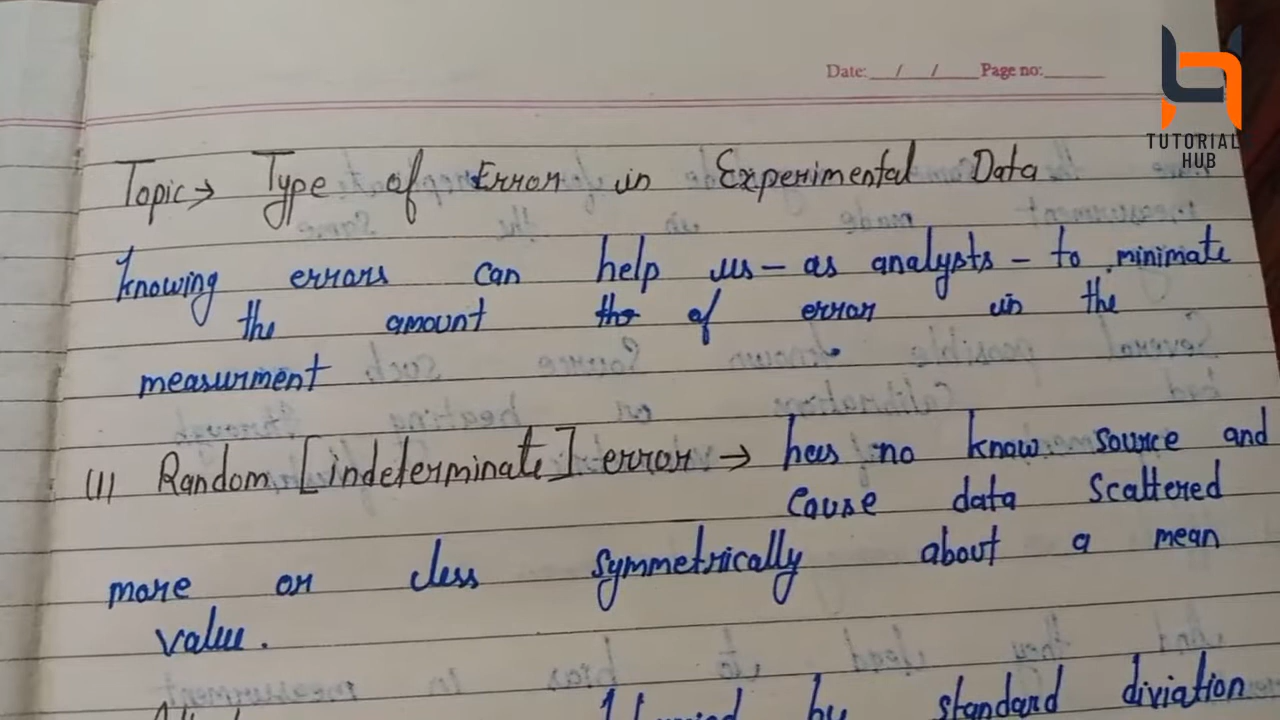 Date: / / Page no:
TUTORIAL
HUB
Topic → Type of Error in Experimental Data
knowing errors can help us - as analysts - to minimate
the amount the of error in the
measurment
(1) Random [indeterminate] error → hees no know source and
cause data scattered
more or less symmetrically about a mean
value.
by standard diviation